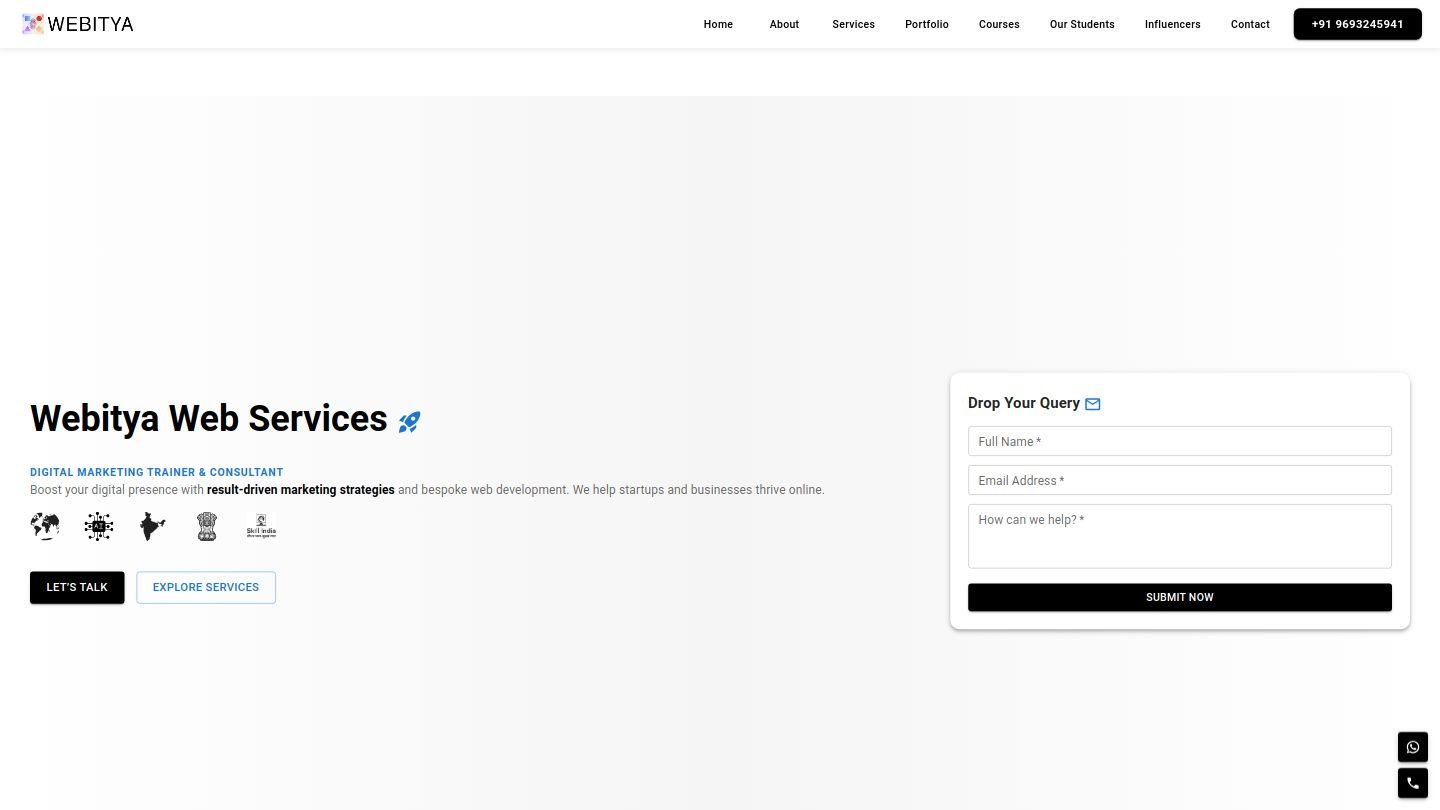 WEBITYA
Home About Services Portfolio Courses Our Students Influencers Contact +91 9693245941
Webitya Web Services
DIGITAL MARKETING TRAINER & CONSULTANT
Boost your digital presence with result-driven marketing strategies and bespoke web development. We help startups and businesses thrive online.
AI
Skill India
LET'S TALK EXPLORE SERVICES
Drop Your Query
Full Name *
Email Address *
How can we help? *
SUBMIT NOW